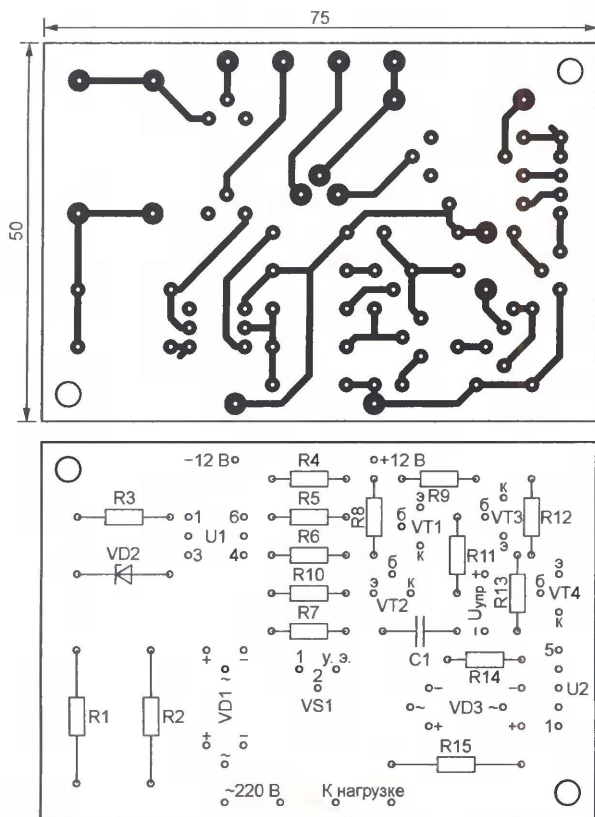 75
50
−12 В +12 В
R4
R3 R5 R8 э R9 к R12
1 6 б VT1 б VT3
U1 R6 к э
3 4
VD2 R10 э б к R11 Uупр + R13 б э VT4
VT2 к
R7 C1 −
1 у. э. R14 5
+ − 2 U2
~ VS1 − −
R1 R2 VD1 ~ VD3 ~
+ − + + 1
~ R15
~220 В К нагрузке